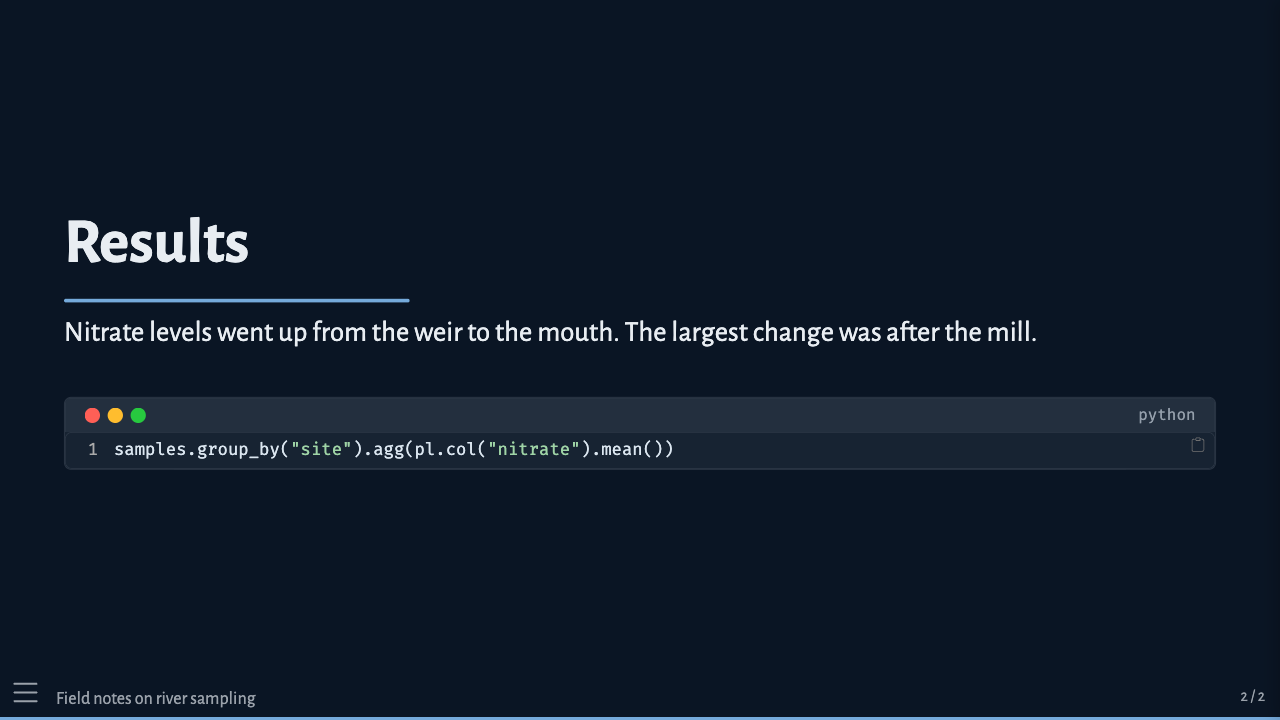 Results
Nitrate levels went up from the weir to the mouth. The largest change was after the mill.
python
1 samples.group_by("site").agg(pl.col("nitrate").mean())
Field notes on river sampling
2 / 2